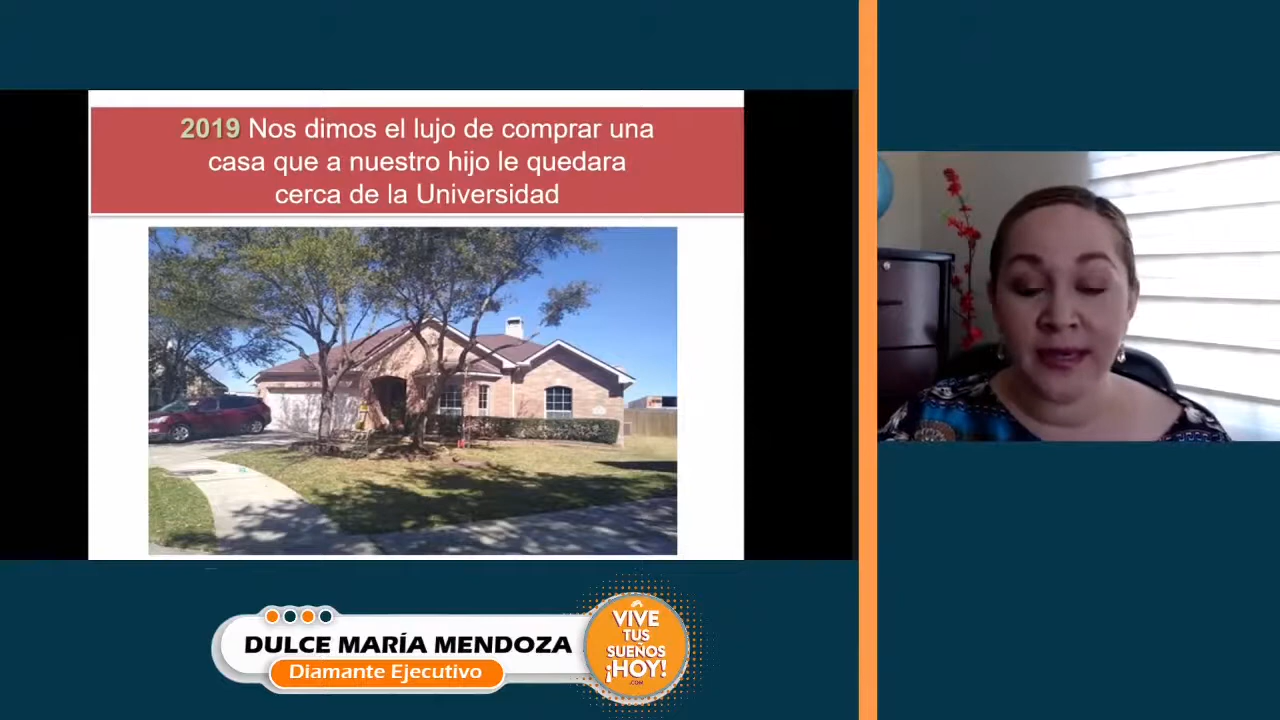 2019 Nos dimos el lujo de comprar una
casa que a nuestro hijo le quedara
cerca de la Universidad
DULCE MARÍA MENDOZA
Diamante Ejecutivo
VIVE
TUS
SUEÑOS
¡HOY!
.COM